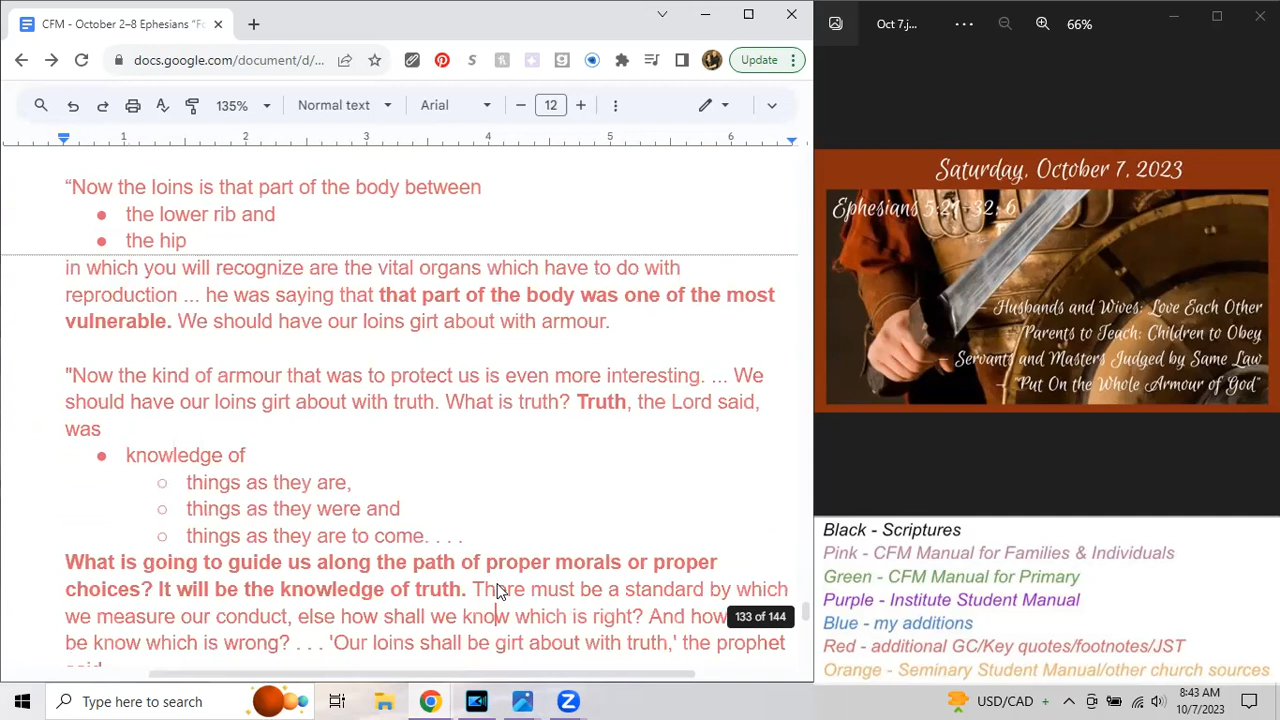 CFM - October 2–8 Ephesians “Fo
Oct 7.j...
66%
docs.google.com/document/d/...
Update
135%
Normal text
Arial
12
1
2
3
4
5
6
“Now the loins is that part of the body between
● the lower rib and
● the hip
in which you will recognize are the vital organs which have to do with
reproduction ... he was saying that that part of the body was one of the most
vulnerable. We should have our loins girt about with armour.
"Now the kind of armour that was to protect us is even more interesting. ... We
should have our loins girt about with truth. What is truth? Truth, the Lord said,
was
● knowledge of
○ things as they are,
○ things as they were and
○ things as they are to come. . . .
What is going to guide us along the path of proper morals or proper
choices? It will be the knowledge of truth. There must be a standard by which
we measure our conduct, else how shall we know which is right? And how
be know which is wrong? . . . 'Our loins shall be girt about with truth,' the prophet
said
133 of 144
Saturday, October 7, 2023
Ephesians 5:21-32; 6
– Husbands and Wives: Love Each Other
– Parents to Teach: Children to Obey
– Servants and Masters Judged by Same Law
– "Put On the Whole Armour of God"
Black - Scriptures
Pink - CFM Manual for Families & Individuals
Green - CFM Manual for Primary
Purple - Institute Student Manual
Blue - my additions
Red - additional GC/Key quotes/footnotes/JST
Orange - Seminary Student Manual/other church sources
Type here to search
USD/CAD +
8:43 AM
10/7/2023